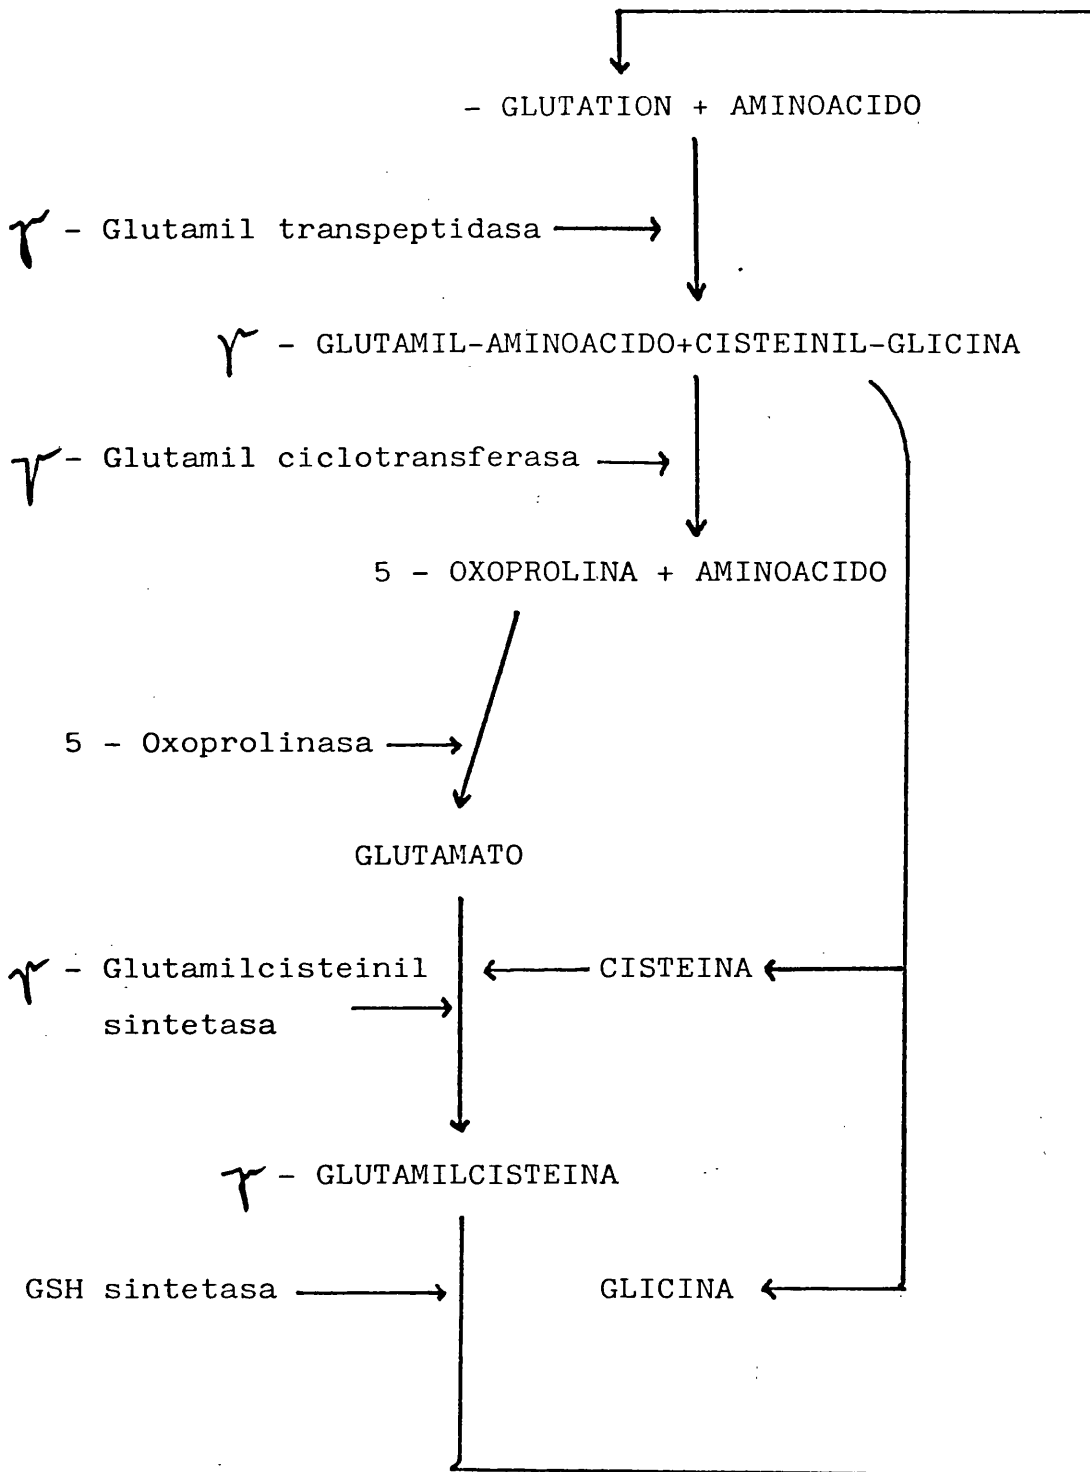 - GLUTATION + AMINOACIDO
γ - Glutamil transpeptidasa
γ - GLUTAMIL-AMINOACIDO+CISTEINIL-GLICINA
γ - Glutamil ciclotransferasa
5 - OXOPROLINA + AMINOACIDO
5 - Oxoprolinasa
GLUTAMATO
γ - Glutamilcisteinil
sintetasa
CISTEINA
γ - GLUTAMILCISTEINA
GSH sintetasa
GLICINA